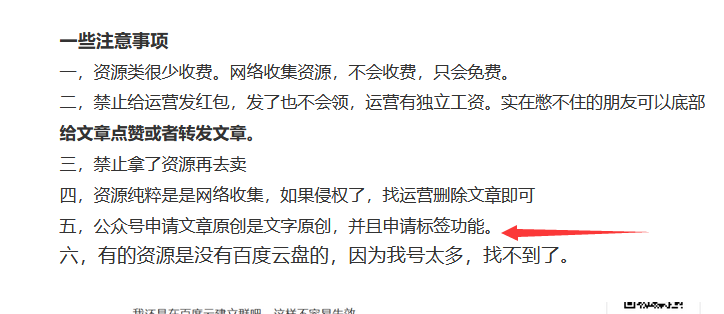 一些注意事项
一，资源类很少收费。网络收集资源，不会收费，只会免费。
二，禁止给运营发红包，发了也不会领，运营有独立工资。实在憋不住的朋友可以底部
给文章点赞或者转发文章。
三，禁止拿了资源再去卖
四，资源纯粹是是网络收集，如果侵权了，找运营删除文章即可
五，公众号申请文章原创是文字原创，并且申请标签功能。
六，有的资源是没有百度云盘的，因为我号太多，找不到了。